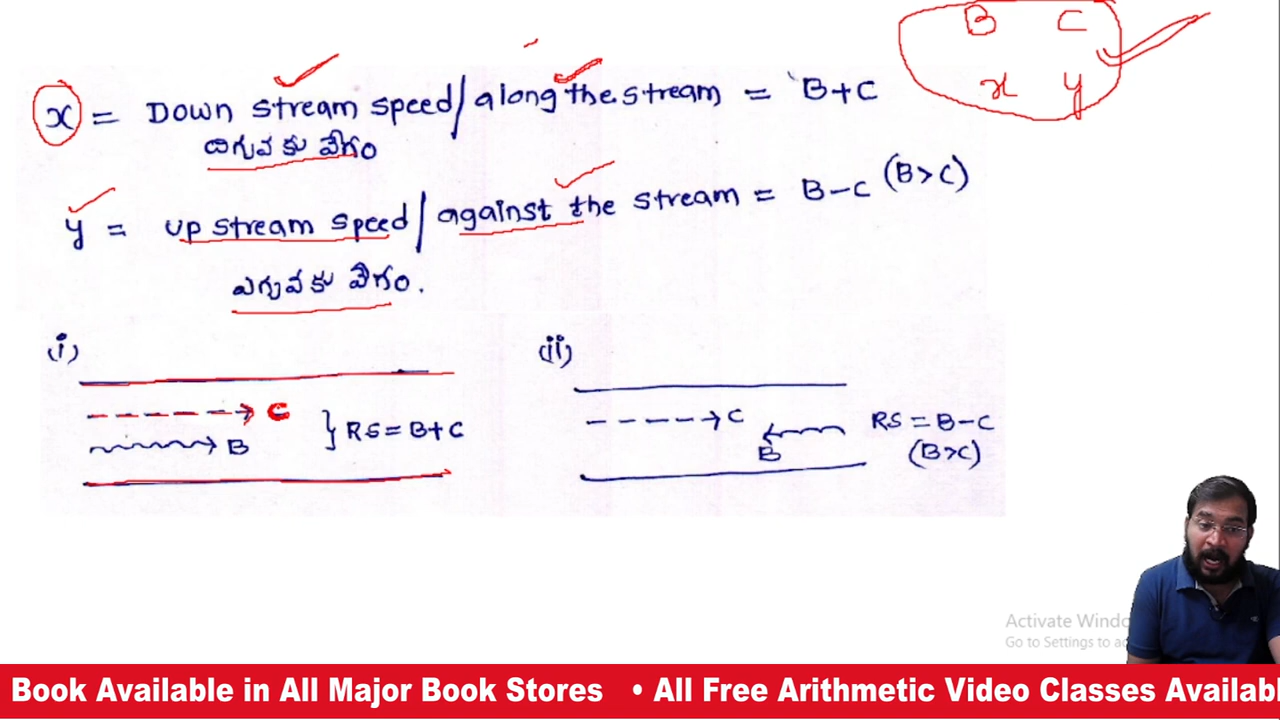 B C
x y
x = Down stream speed/along the stream = B+C
దిగువకు వేగం
y = up stream speed/against the stream = B-C (B>C)
ఎగువకు వేగం.
(i)
(ii)
C
B
} RS = B+C
C
B
RS = B-C
(B>C)
Activate Windo
Go to Settings to a
Book Available in All Major Book Stores • All Free Arithmetic Video Classes Availabl